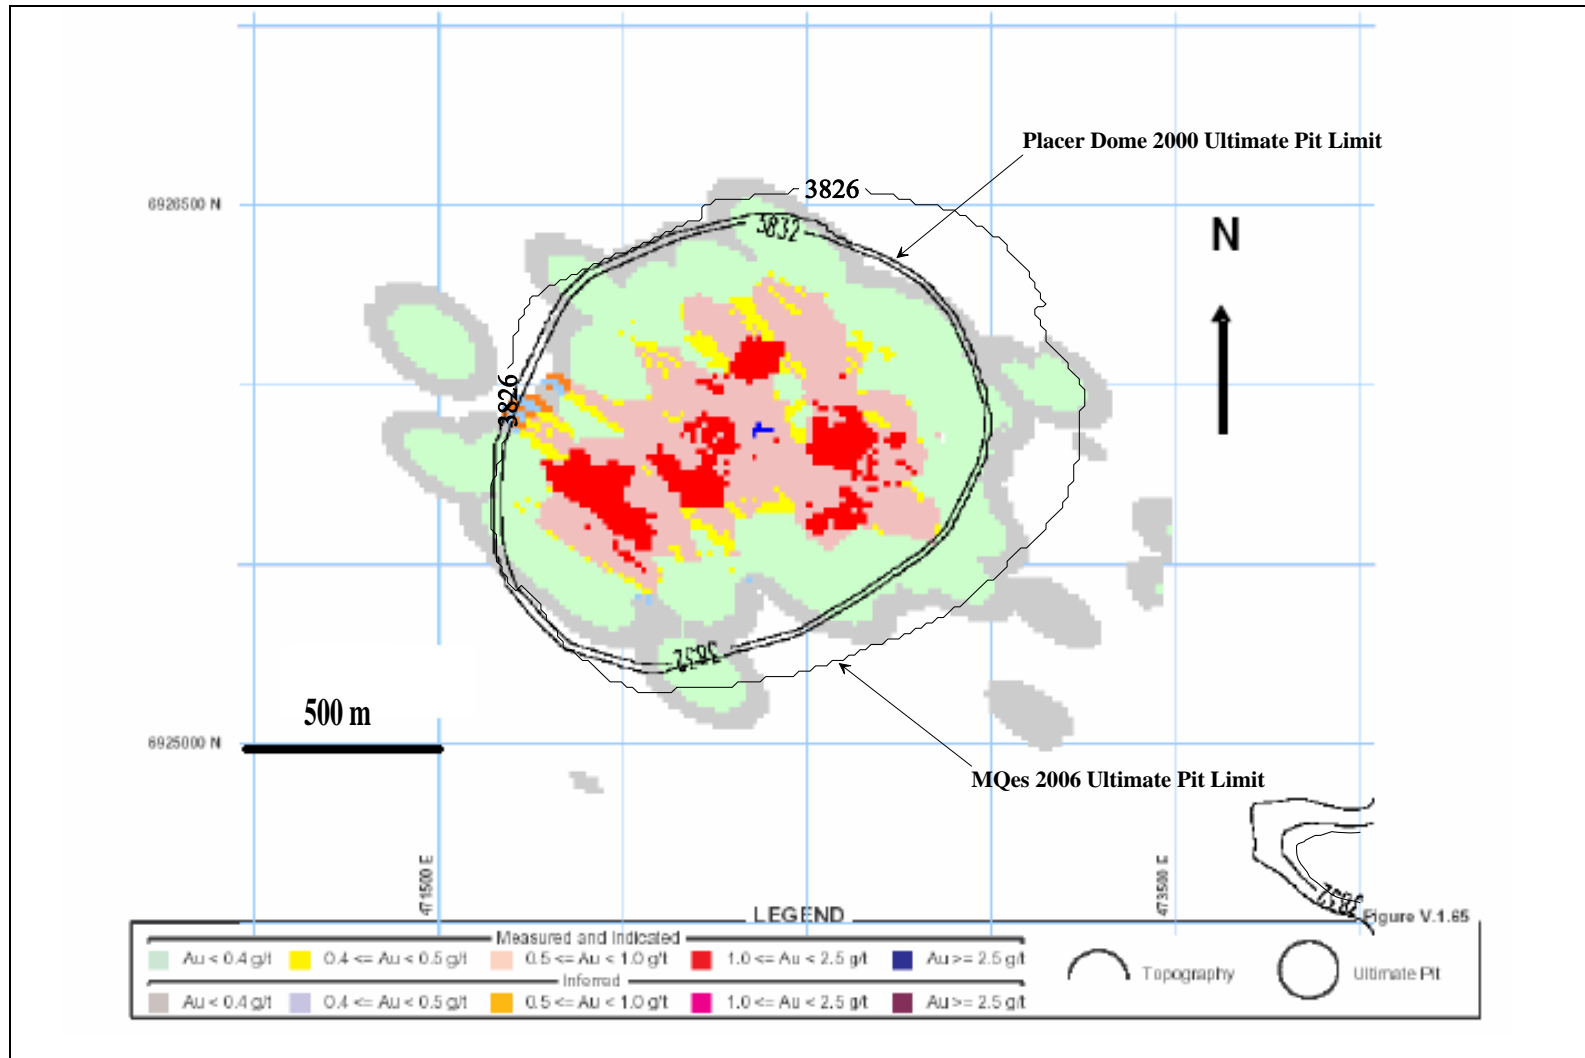 Placer Dome 2000 Ultimate Pit Limit
3826
6926500 N
3832
N
3826
3832
500 m
6925000 N
MQes 2006 Ultimate Pit Limit
471500 E
473500 E
LEGEND
Figure V.1.65
Measured and Indicated
Au < 0.4 g/t
0.4 <= Au < 0.5 g/t
0.5 <= Au < 1.0 g/t
1.0 <= Au < 2.5 g/t
Au >= 2.5 g/t
Inferred
Au < 0.4 g/t
0.4 <= Au < 0.5 g/t
0.5 <= Au < 1.0 g/t
1.0 <= Au < 2.5 g/t
Au >= 2.5 g/t
Topography
Ultimate Pit